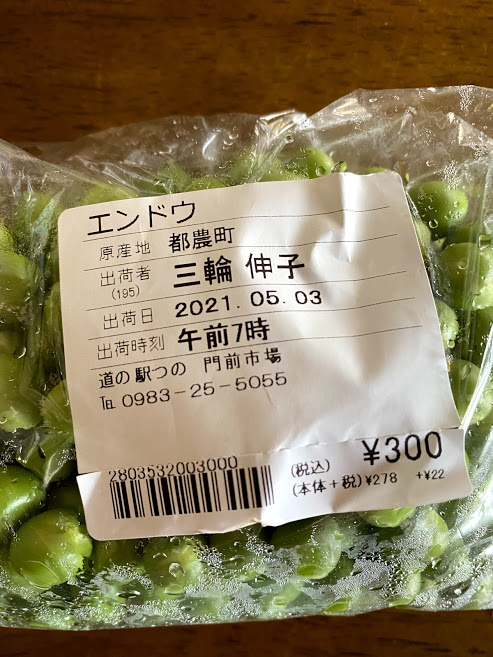 エンドウ
原産地 都農町
出荷者 三輪 伸子
(195)
出荷日 2021.05.03
出荷時刻 午前7時
道の駅つの 門前市場
℡ 0983-25-5055
2803532003000
(税込) ¥300
(本体+税)¥278 +¥22